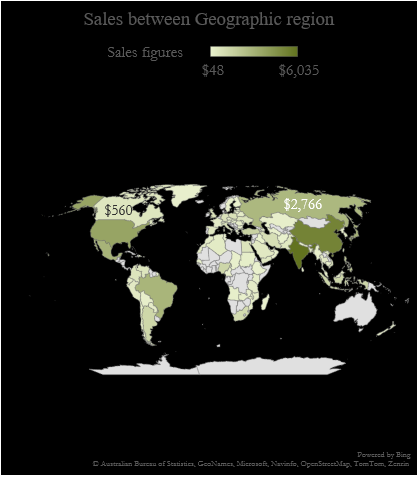 Sales between Geographic region
Sales figures
$48 $6,035
$560
$2,766
Powered by Bing
© Australian Bureau of Statistics, GeoNames, Microsoft, Navinfo, OpenStreetMap, TomTom, Zenrin